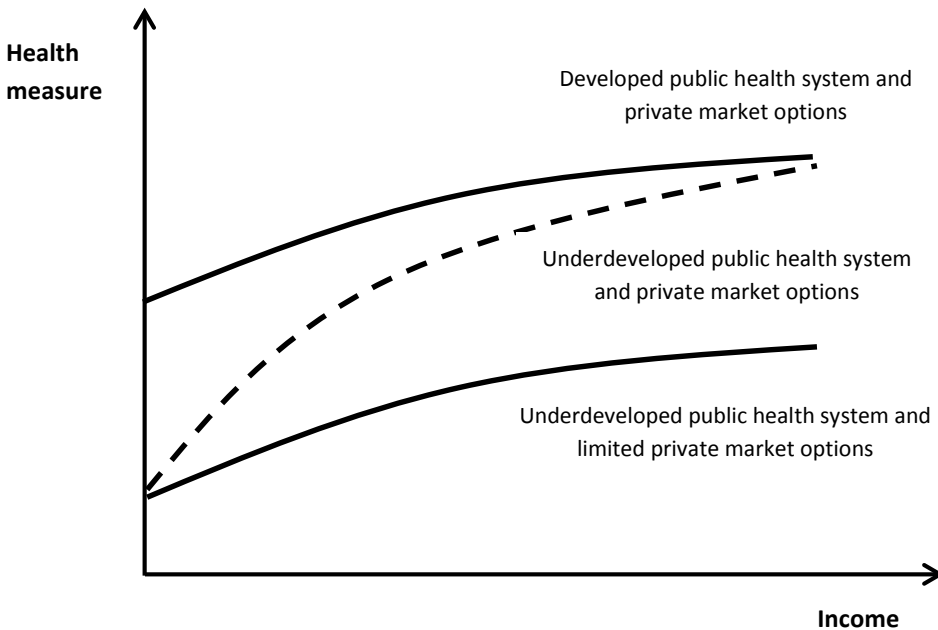 Health
measure
Developed public health system and
private market options
Underdeveloped public health system
and private market options
Underdeveloped public health system and
limited private market options
Income